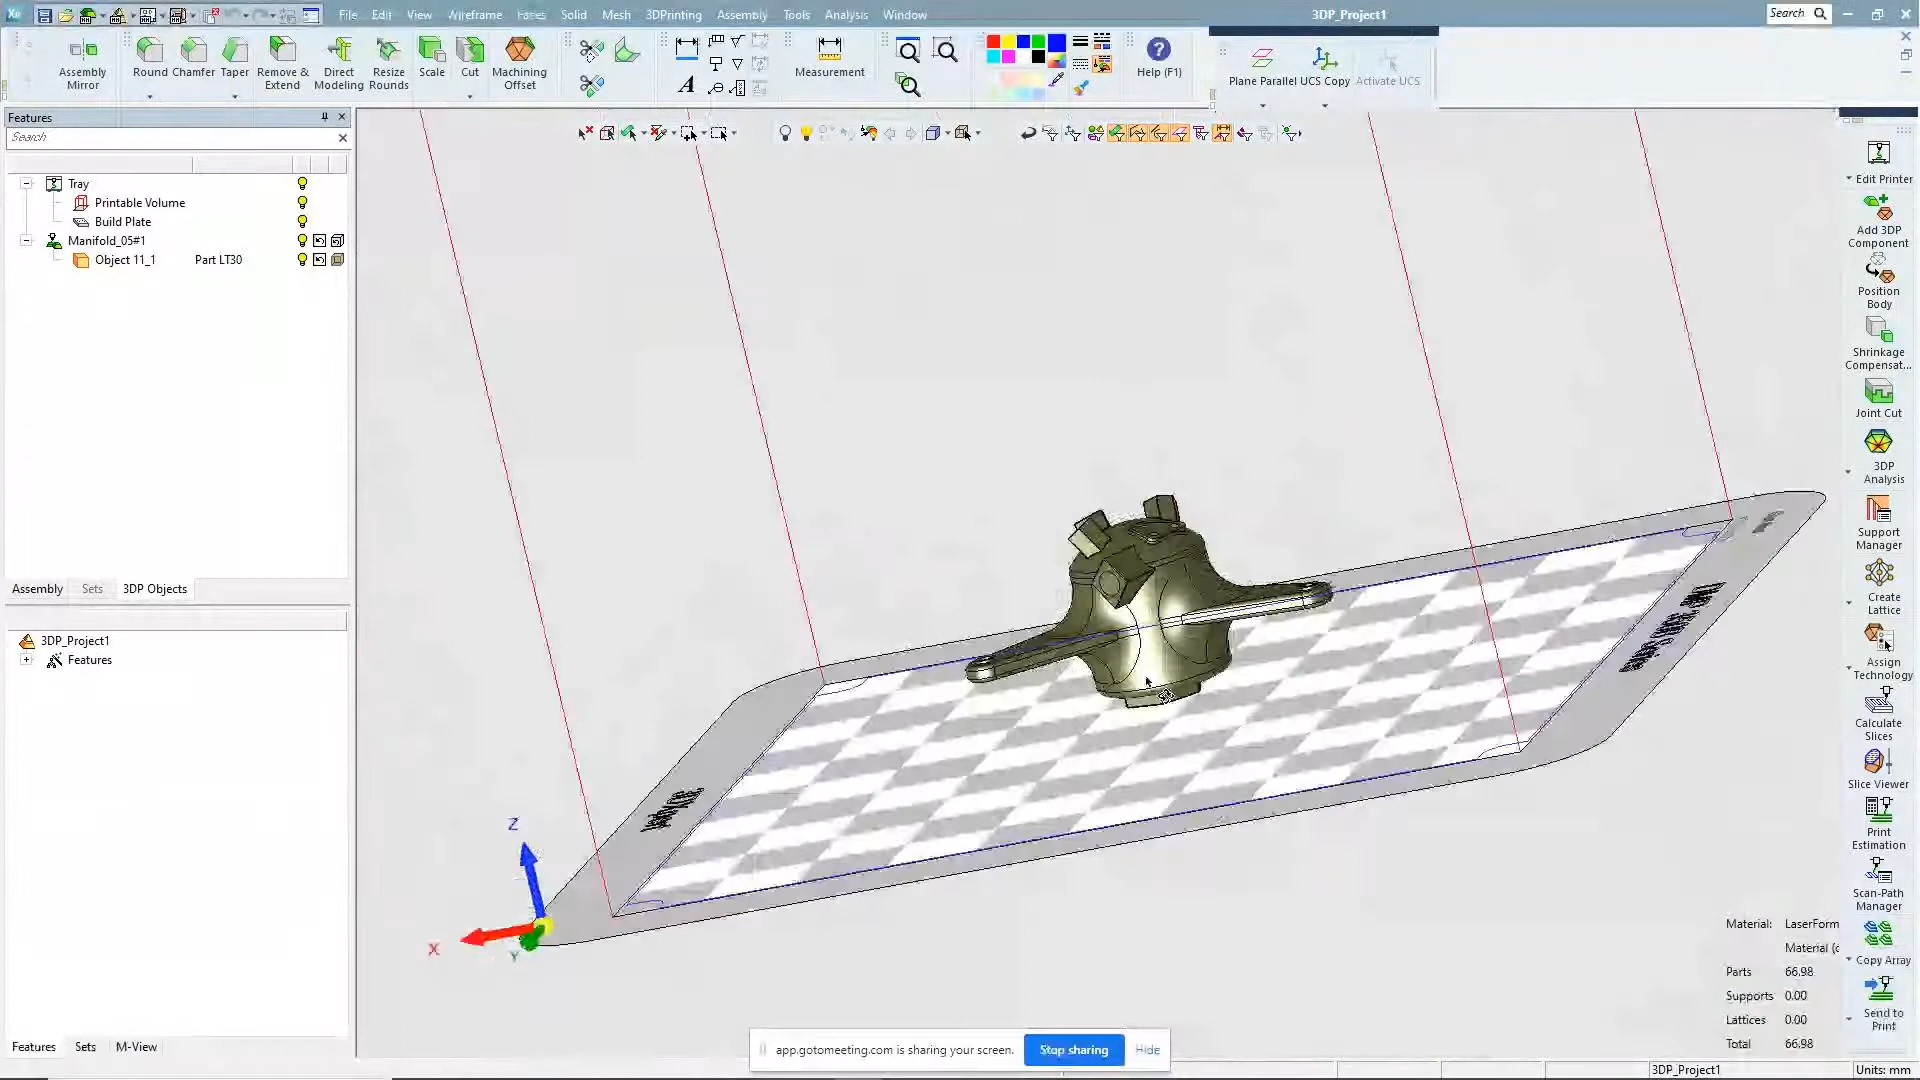 File Edit View Wireframe Faces Solid Mesh 3DPrinting Assembly Tools Analysis Window
3DP_Project1
Search
Assembly Mirror
Round
Chamfer
Taper
Remove & Extend
Direct Modeling
Resize Rounds
Scale
Cut
Machining Offset
A
Measurement
Help (F1)
Plane Parallel
UCS Copy
Activate UCS
Features
Search
Tray
Printable Volume
Build Plate
Manifold_05#1
Object 11_1 Part LT30
Assembly Sets 3DP Objects
3DP_Project1
Features
Features Sets M-View
Z
X
Y
Edit Printer
Add 3DP
Component
Position
Body
Shrinkage
Compensat...
Joint Cut
3DP
Analysis
Support
Manager
Create
Lattice
Assign
Technology
Calculate
Slices
Slice Viewer
Print
Estimation
Scan-Path
Manager
Copy Array
Send to
Print
Material: LaserForm
Material (c
Parts 66.98
Supports 0.00
Lattices 0.00
Total 66.98
app.gotomeeting.com is sharing your screen. Stop sharing Hide
3DP_Project1
Units: mm